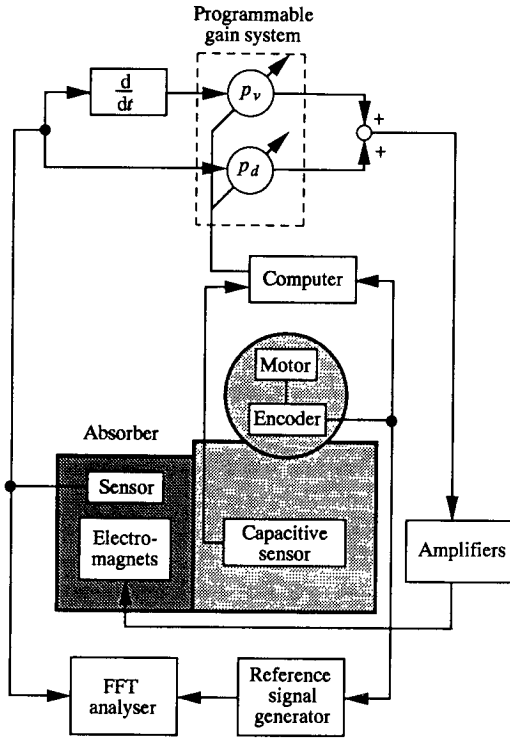 Programmable
gain system
d
dt
p_v
+
p_d
+
Computer
Motor
Encoder
Absorber
Sensor
Electro-
magnets
Capacitive
sensor
Amplifiers
FFT
analyser
Reference
signal
generator